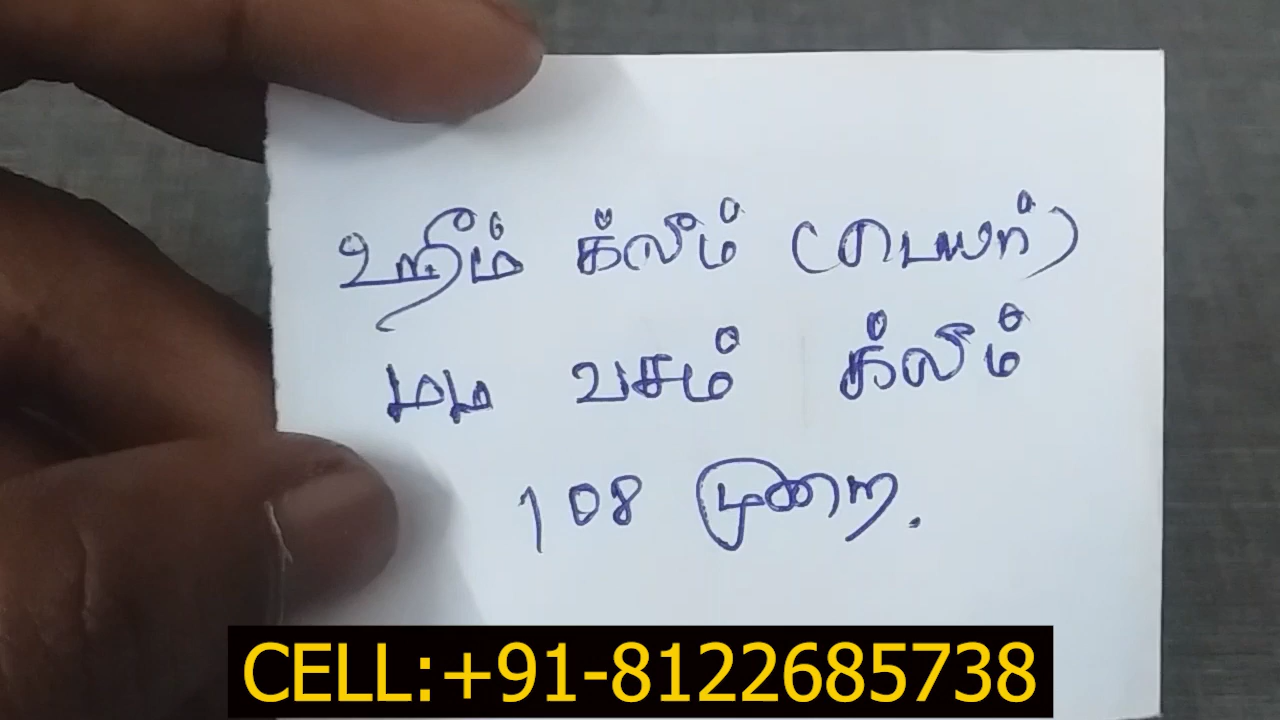 உறீம் க்லீம் (பெயர்)
மம வசம் க்லீம்
108 முறை.
CELL:+91-8122685738